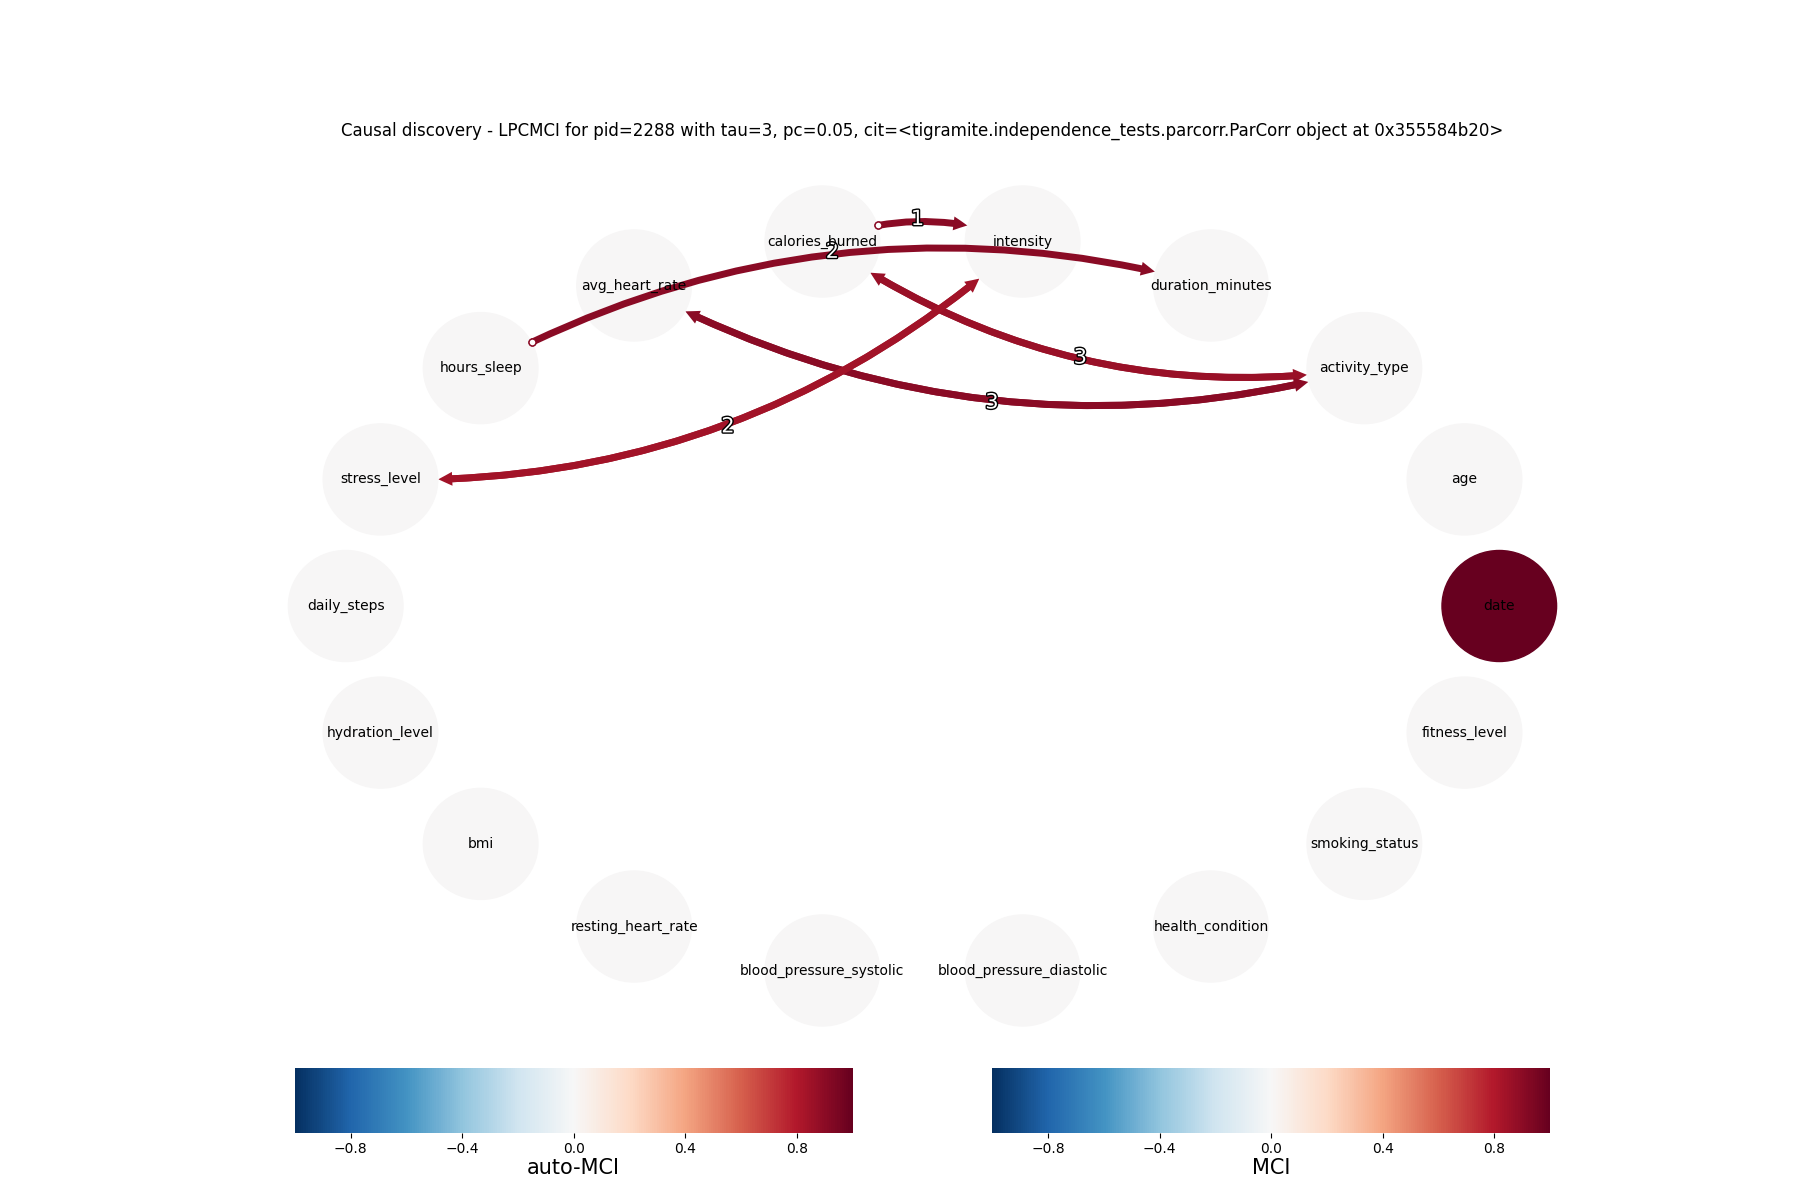 Causal discovery - LPCMCI for pid=2288 with tau=3, pc=0.05, cit=<tigramite.independence_tests.parcorr.ParCorr object at 0x355584b20>
1
calories_burned
intensity
2
avg_heart_rate
duration_minutes
3
hours_sleep
activity_type
3
2
stress_level
age
daily_steps
date
hydration_level
fitness_level
bmi
smoking_status
resting_heart_rate
health_condition
blood_pressure_systolic
blood_pressure_diastolic
−0.8 −0.4 0.0 0.4 0.8
auto-MCI
−0.8 −0.4 0.0 0.4 0.8
MCI